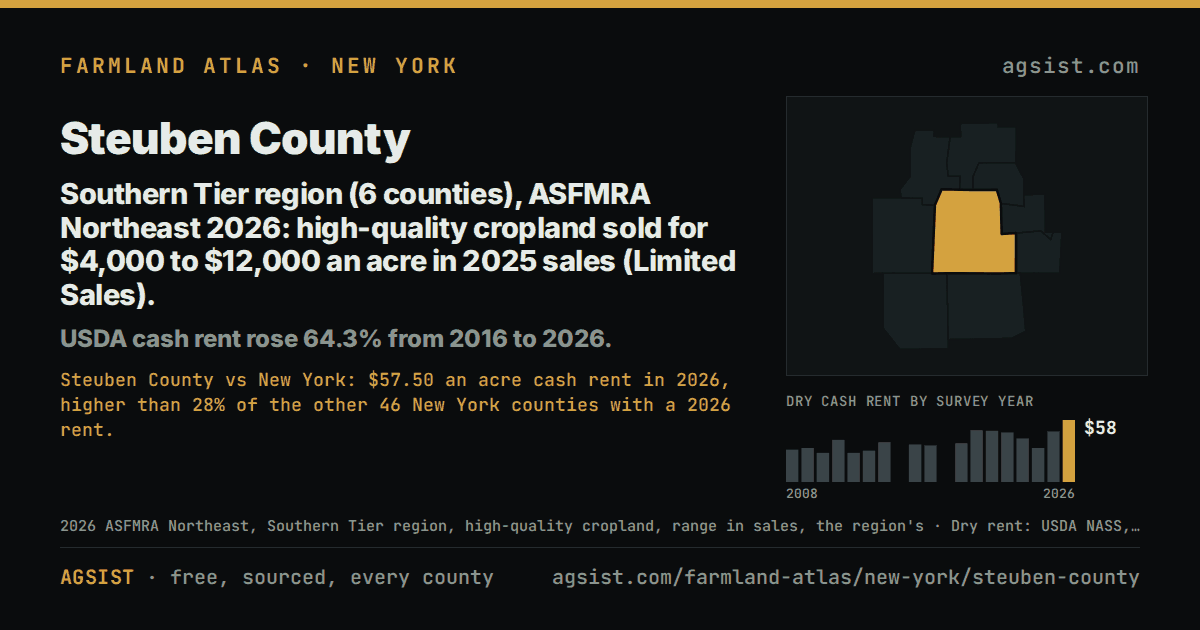 FARMLAND ATLAS · NEW YORK
agsist.com
Steuben County
Southern Tier region (6 counties), ASFMRA
Northeast 2026: high-quality cropland sold for
$4,000 to $12,000 an acre in 2025 sales (Limited
Sales).
USDA cash rent rose 64.3% from 2016 to 2026.
Steuben County vs New York: $57.50 an acre cash rent in 2026,
higher than 28% of the other 46 New York counties with a 2026
rent.
DRY CASH RENT BY SURVEY YEAR
$58
2008
2026
2026 ASFMRA Northeast, Southern Tier region, high-quality cropland, range in sales, the region's · Dry rent: USDA NASS,…
AGSIST · free, sourced, every county
agsist.com/farmland-atlas/new-york/steuben-county